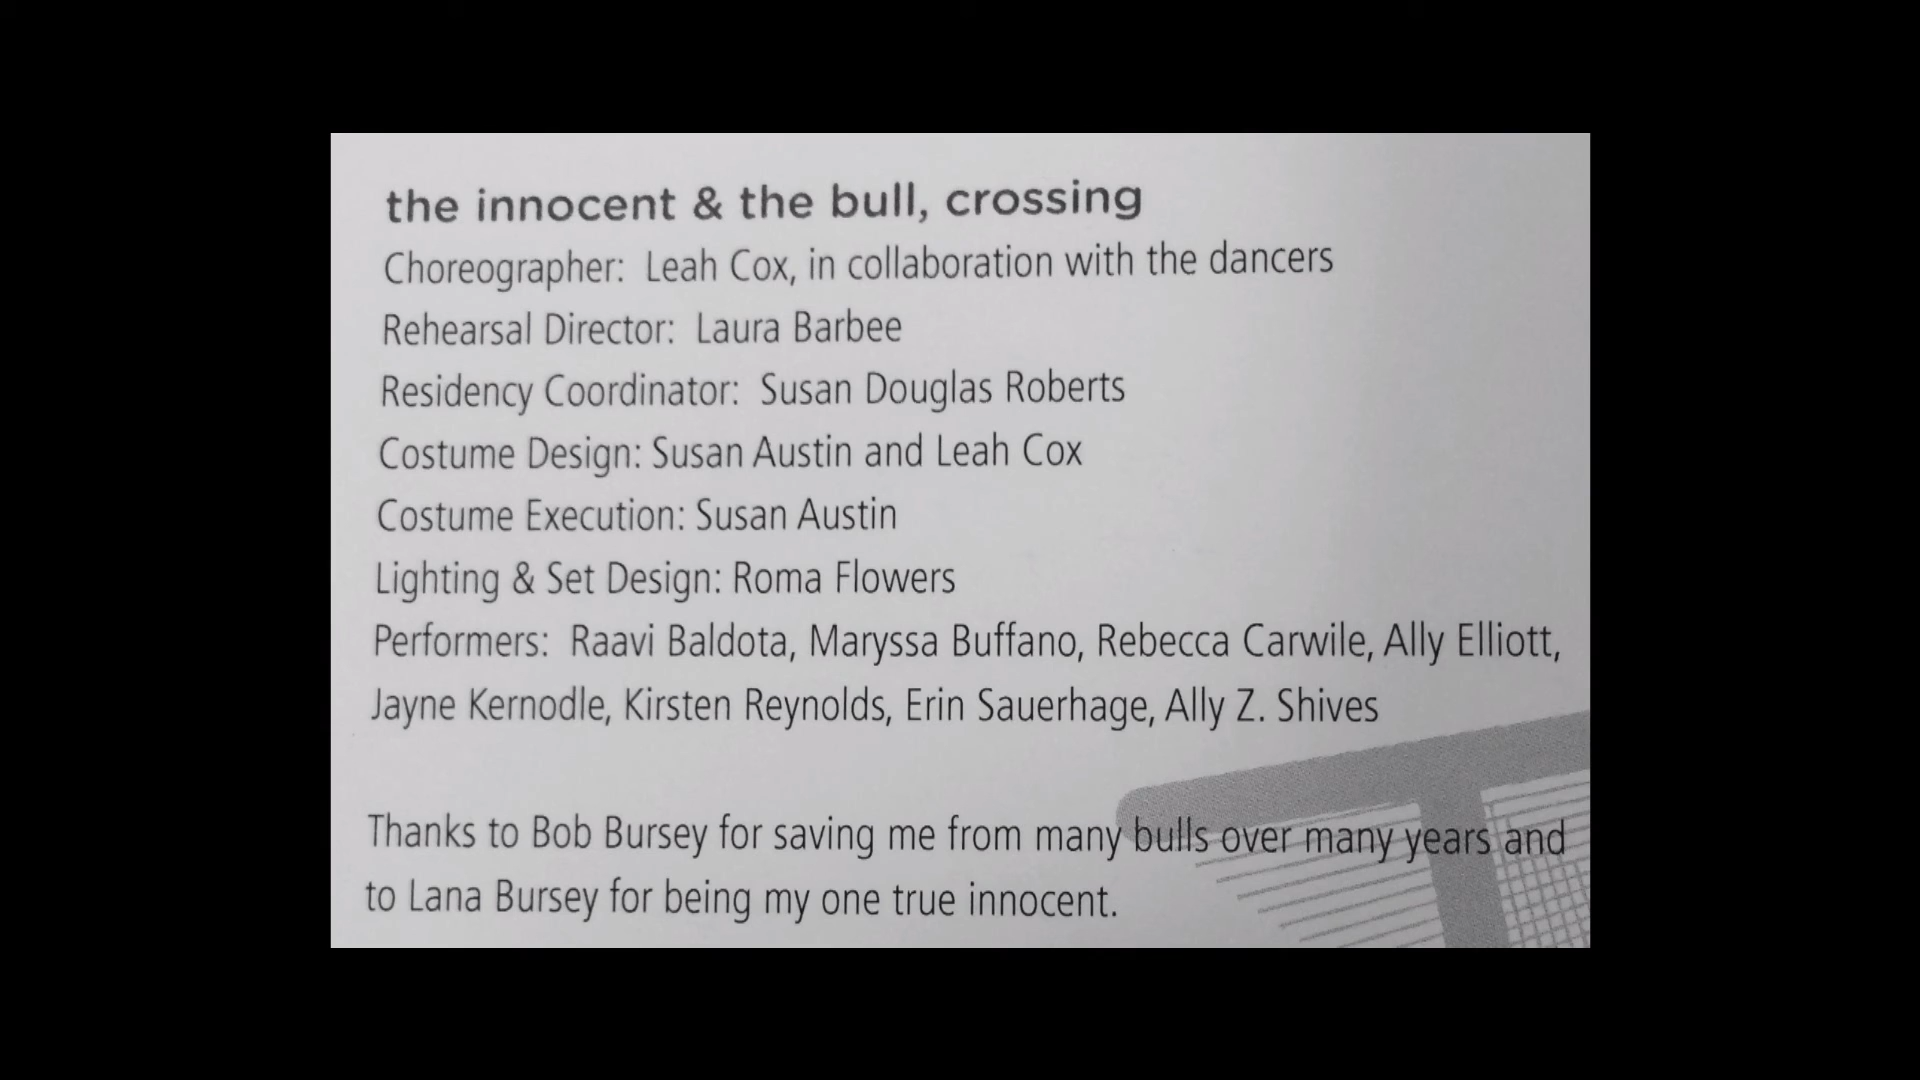 the innocent & the bull, crossing
Choreographer: Leah Cox, in collaboration with the dancers
Rehearsal Director: Laura Barbee
Residency Coordinator: Susan Douglas Roberts
Costume Design: Susan Austin and Leah Cox
Costume Execution: Susan Austin
Lighting & Set Design: Roma Flowers
Performers: Raavi Baldota, Maryssa Buffano, Rebecca Carwile, Ally Elliott,
Jayne Kernodle, Kirsten Reynolds, Erin Sauerhage, Ally Z. Shives
Thanks to Bob Bursey for saving me from many bulls over many years and
to Lana Bursey for being my one true innocent.